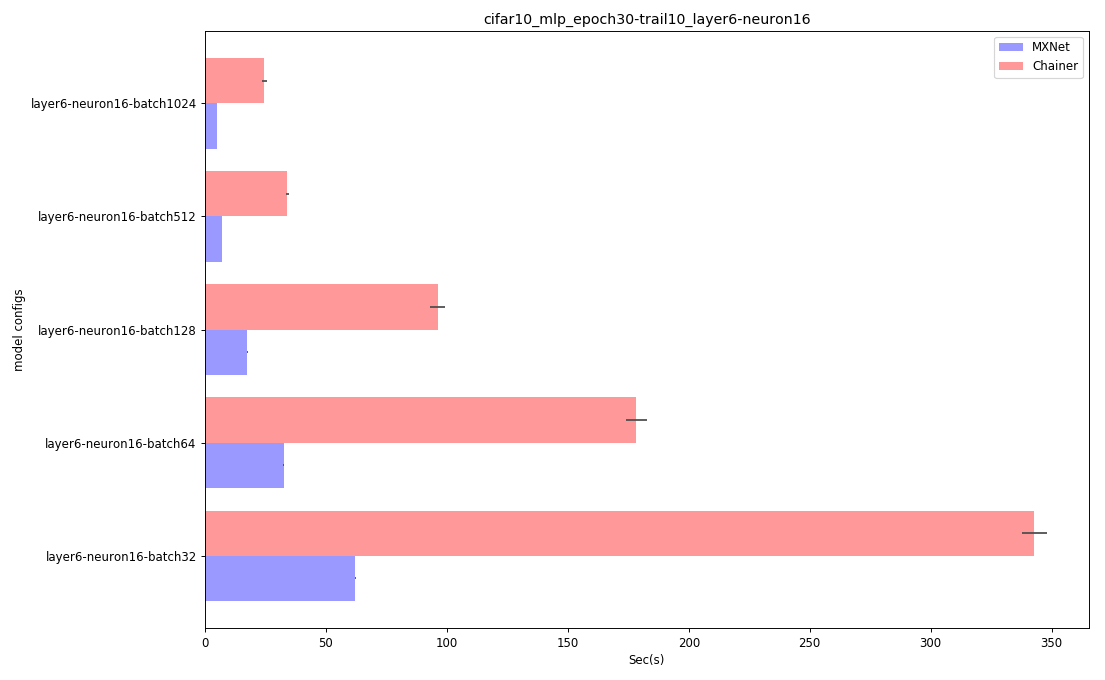 cifar10_mlp_epoch30-trail10_layer6-neuron16
MXNet
Chainer
layer6-neuron16-batch1024
layer6-neuron16-batch512
layer6-neuron16-batch128
layer6-neuron16-batch64
layer6-neuron16-batch32
model configs
0 50 100 150 200 250 300 350
Sec(s)